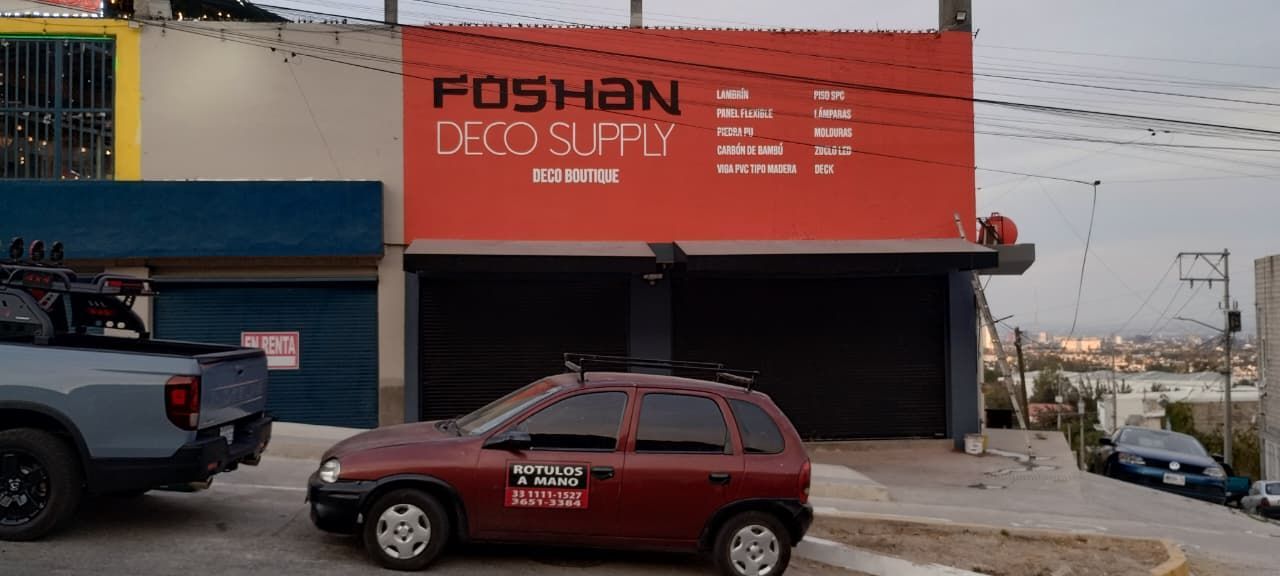 FOSHAN
DECO SUPPLY
DECO BOUTIQUE
LAMBRÍN
PANEL FLEXIBLE
PIEDRA PU
CARBÓN DE BAMBÚ
VIGA PVC TIPO MADERA
PISO SPC
LÁMPARAS
MOLDURAS
ZOCLO LED
DECK
EN RENTA
ROTULOS
A MANO
33 1111-1527
3651-3384